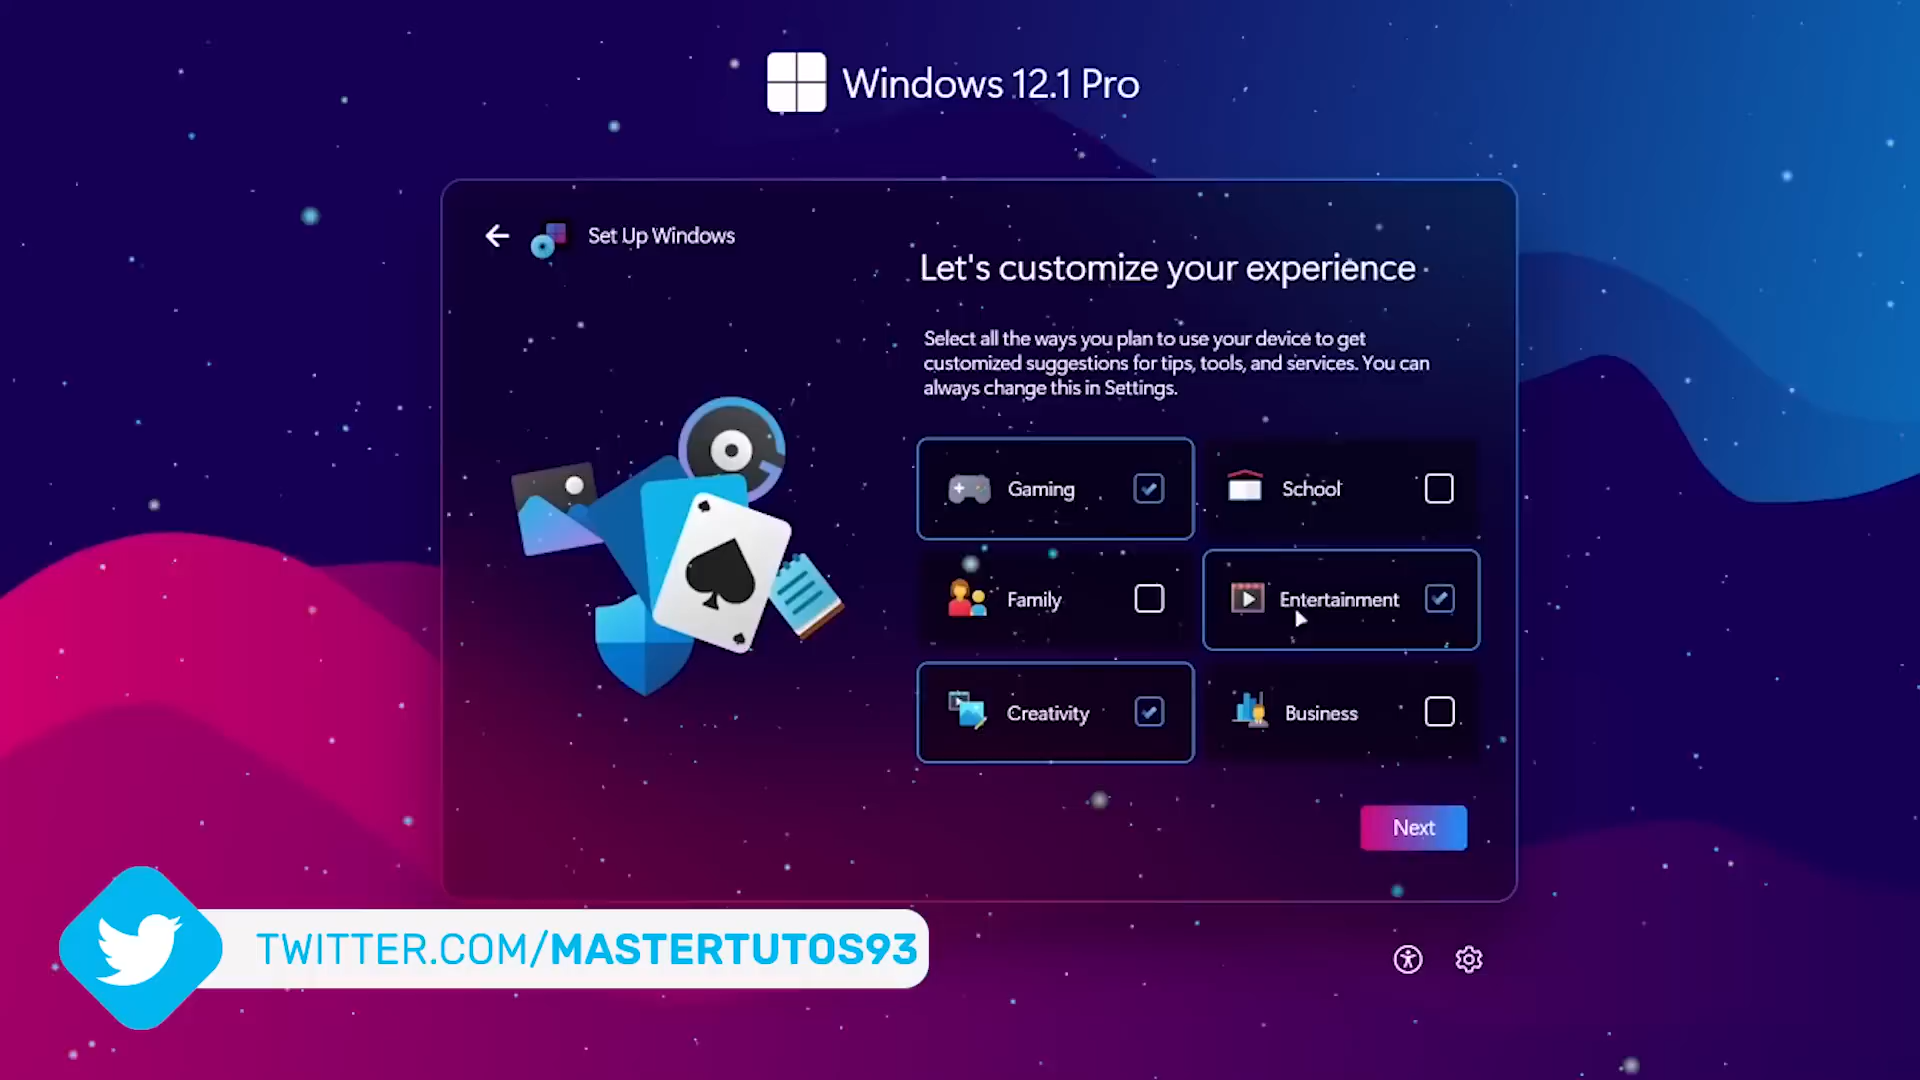 Windows 12.1 Pro
Set Up Windows
Let's customize your experience
Select all the ways you plan to use your device to get
customized suggestions for tips, tools, and services. You can
always change this in Settings.
Gaming
School
Family
Entertainment
Creativity
Business
Next
TWITTER.COM/MASTERTUTOS93